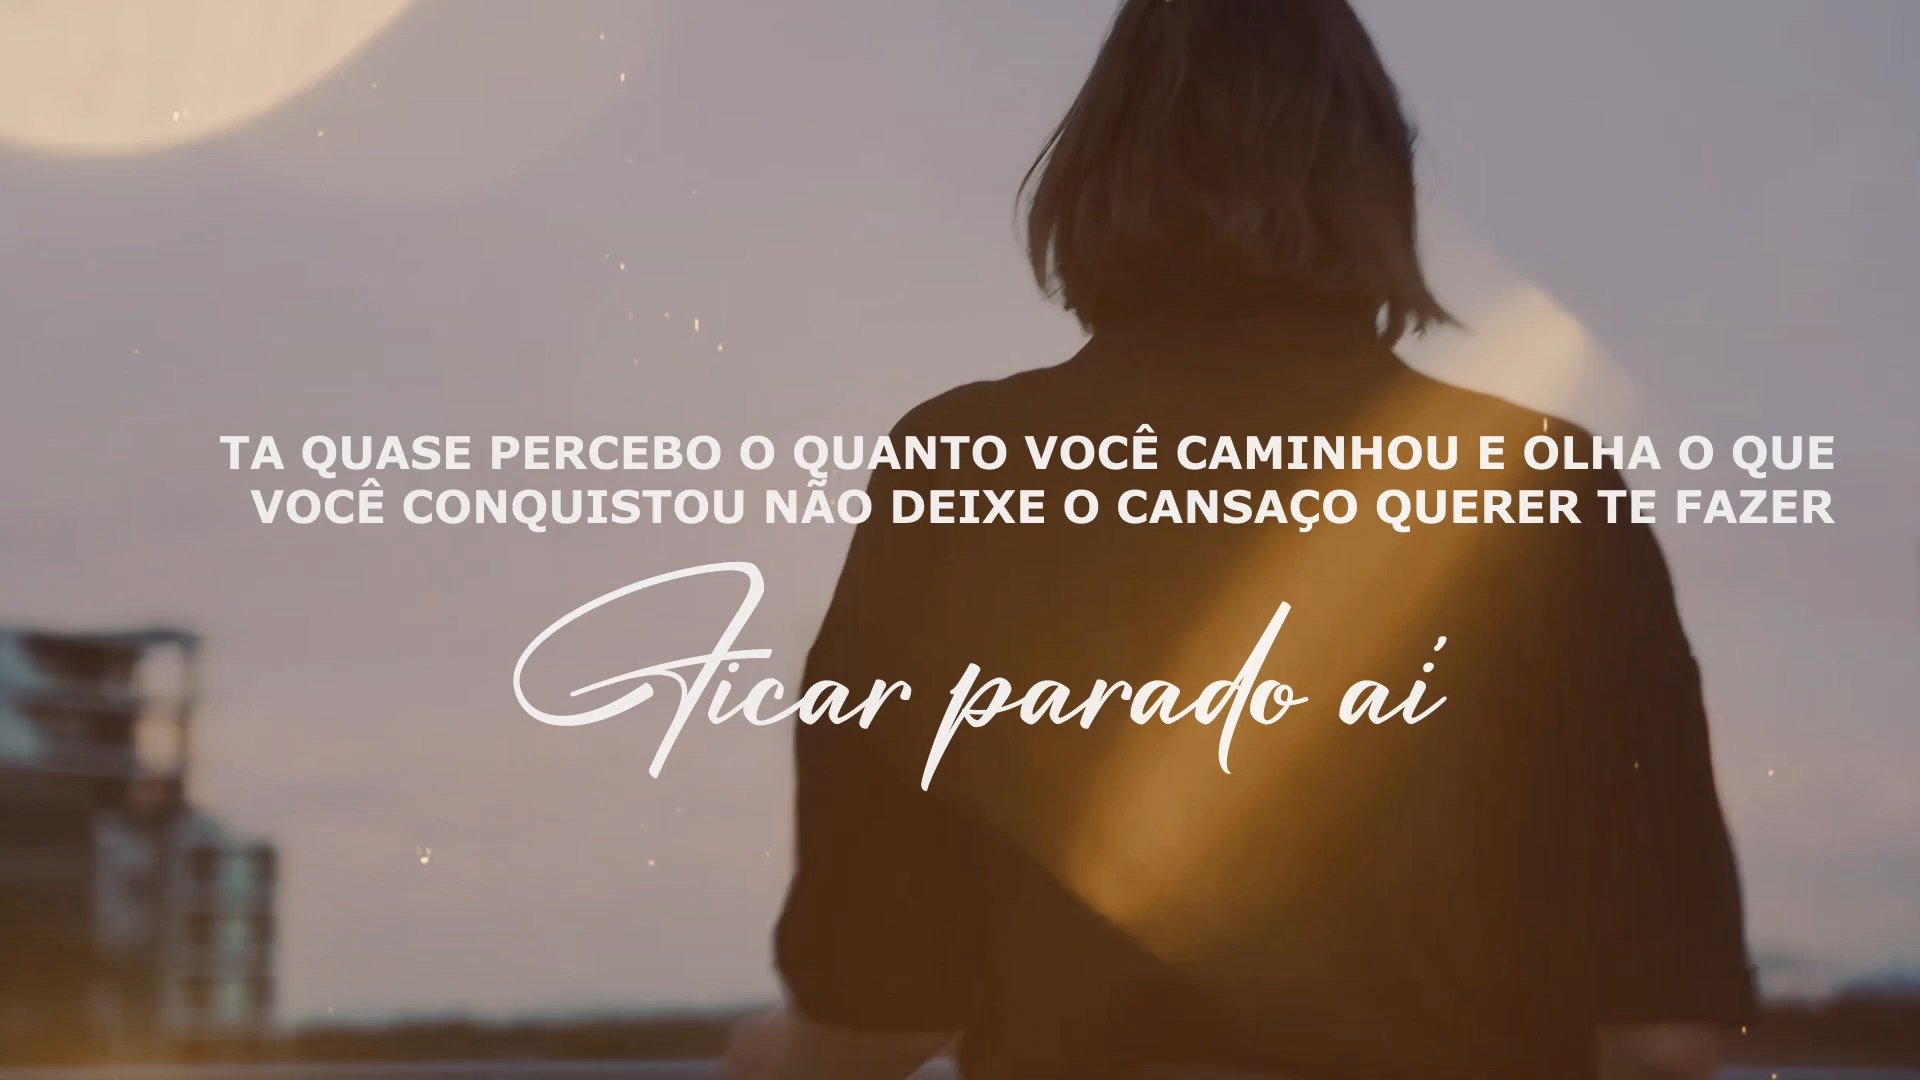 TA QUASE PERCEBO O QUANTO VOCÊ CAMINHOU E OLHA O QUE
VOCÊ CONQUISTOU NÃO DEIXE O CANSAÇO QUERER TE FAZER
Ficar parado aí